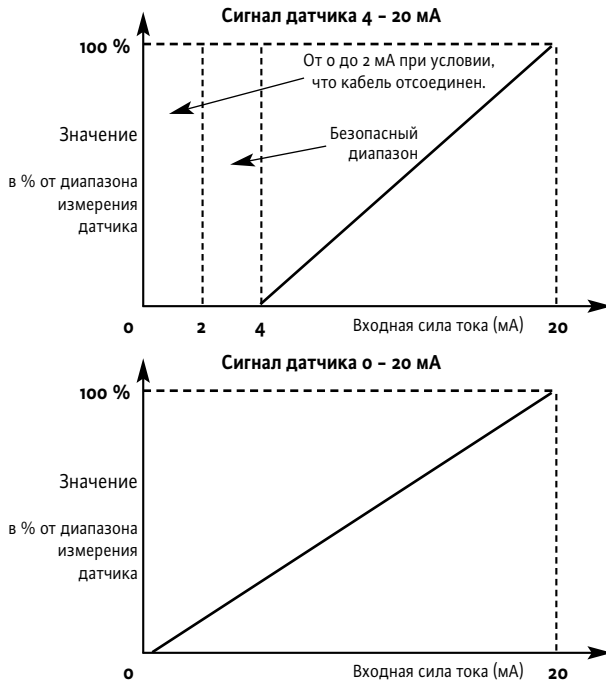 Сигнал датчика 4 – 20 мА
100 %
От 0 до 2 мА при условии,
что кабель отсоединен.
Значение
Безопасный
диапазон
в % от диапазона
измерения
датчика
0 2 4 Входная сила тока (мА) 20
Сигнал датчика 0 – 20 мА
100 %
Значение
в % от диапазона
измерения
датчика
0 Входная сила тока (мА) 20